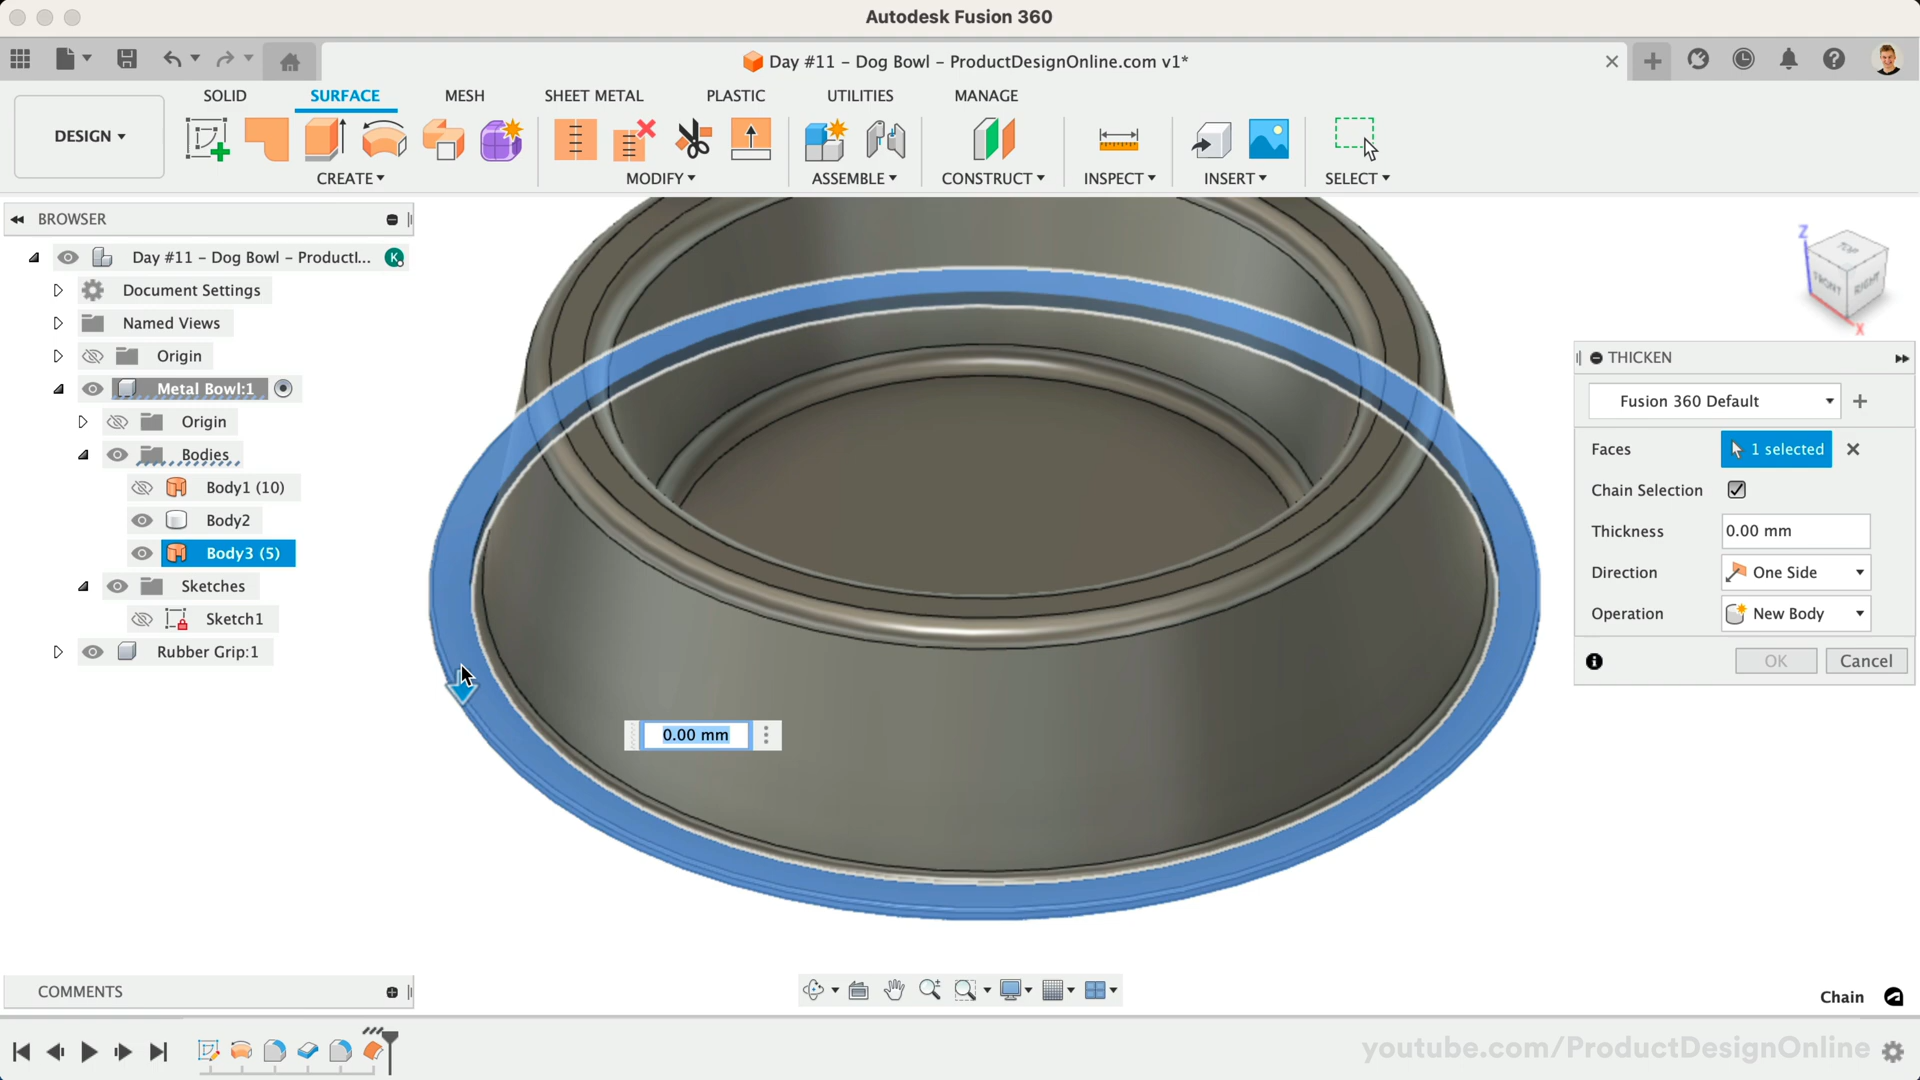 Autodesk Fusion 360
Day #11 – Dog Bowl – ProductDesignOnline.com v1*
SOLID
SURFACE
MESH
SHEET METAL
PLASTIC
UTILITIES
MANAGE
DESIGN
CREATE
MODIFY
ASSEMBLE
CONSTRUCT
INSPECT
INSERT
SELECT
BROWSER
Day #11 – Dog Bowl – ProductI...
K
Document Settings
Named Views
Origin
Metal Bowl:1
Origin
Bodies
Body1 (10)
Body2
Body3 (5)
Sketches
Sketch1
Rubber Grip:1
Z
TOP
FRONT
RIGHT
X
THICKEN
Fusion 360 Default
Faces
1 selected
Chain Selection
Thickness
0.00 mm
Direction
One Side
Operation
New Body
OK
Cancel
0.00 mm
COMMENTS
Chain
youtube.com/ProductDesignOnline